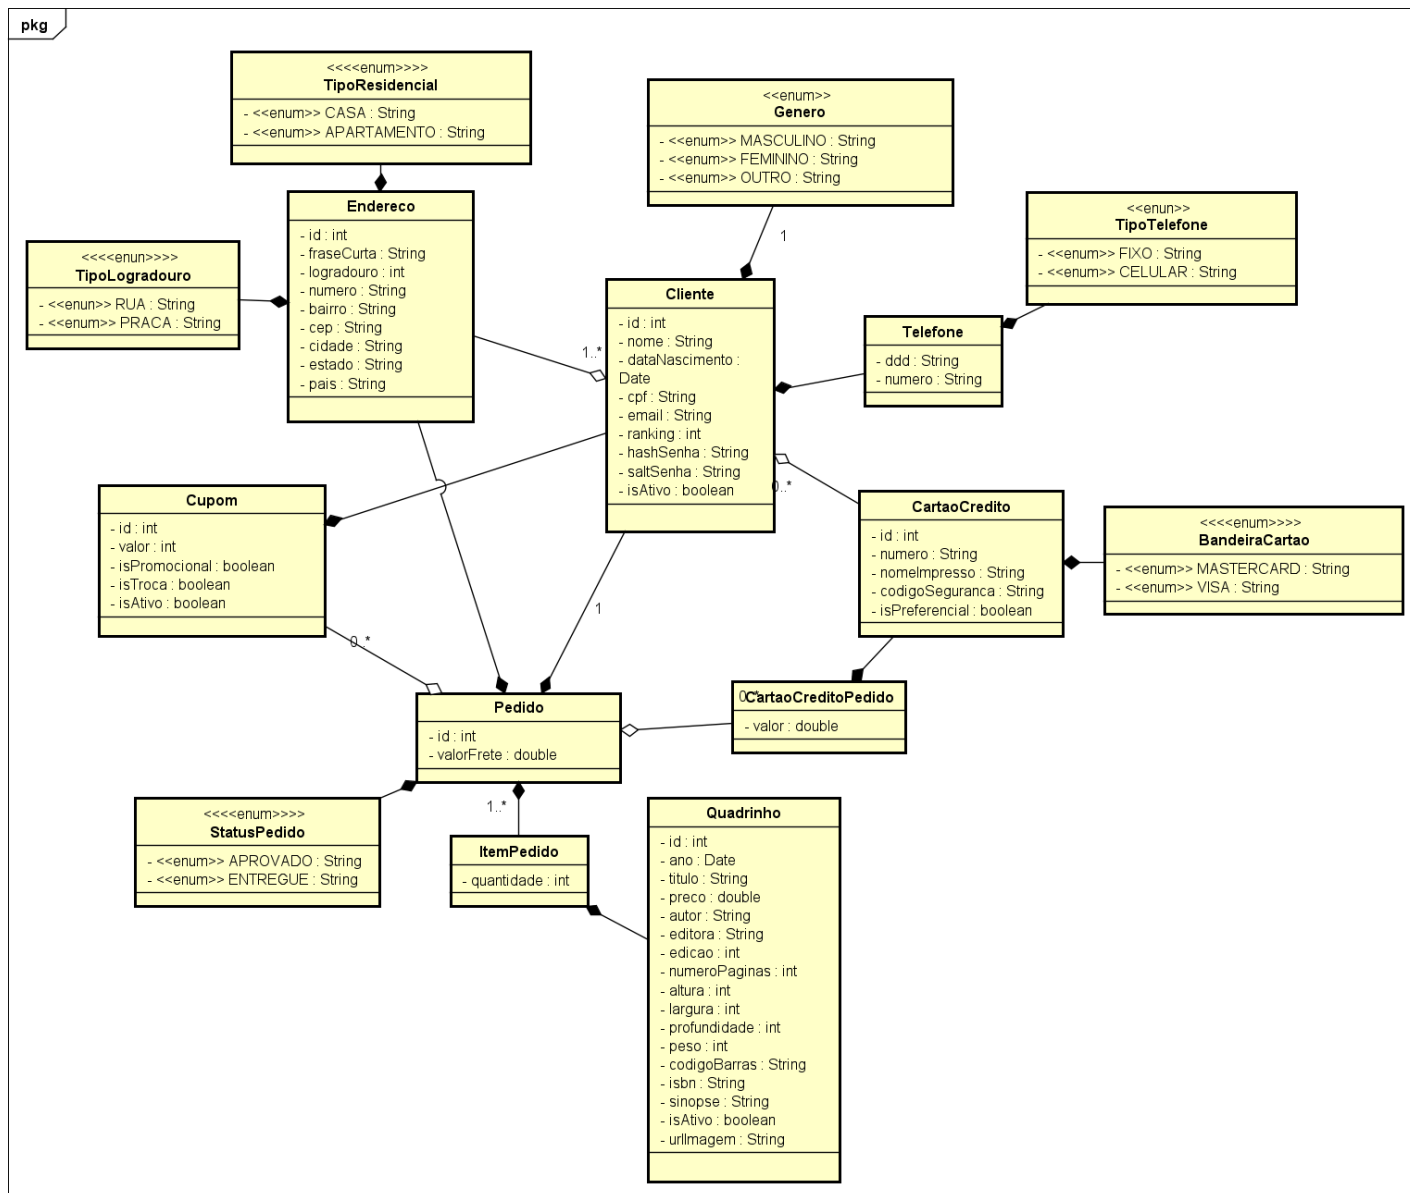 pkg
<<<<enum>>>>
TipoResidencial
- <<enum>> CASA : String
- <<enum>> APARTAMENTO : String
<<enum>>
Genero
- <<enum>> MASCULINO : String
- <<enum>> FEMININO : String
- <<enum>> OUTRO : String
<<enun>>
TipoTelefone
- <<enum>> FIXO : String
- <<enum>> CELULAR : String
<<<<enun>>>>
TipoLogradouro
- <<enun>> RUA : String
- <<enum>> PRACA : String
Endereco
- id : int
- fraseCurta : String
- logradouro : int
- numero : String
- bairro : String
- cep : String
- cidade : String
- estado : String
- pais : String
1
Cliente
- id : int
- nome : String
- dataNascimento :
Date
- cpf : String
- email : String
- ranking : int
- hashSenha : String
- saltSenha : String
- isAtivo : boolean
1..*
Telefone
- ddd : String
- numero : String
0..*
Cupom
- id : int
- valor : int
- isPromocional : boolean
- isTroca : boolean
- isAtivo : boolean
CartaoCredito
- id : int
- numero : String
- nomeImpresso : String
- codigoSeguranca : String
- isPreferencial : boolean
<<<<enum>>>>
BandeiraCartao
- <<enum>> MASTERCARD : String
- <<enum>> VISA : String
1
0..*
Pedido
- id : int
- valorFrete : double
0..*
CartaoCreditoPedido
- valor : double
<<<<enum>>>>
StatusPedido
- <<enum>> APROVADO : String
- <<enum>> ENTREGUE : String
1..*
ItemPedido
- quantidade : int
Quadrinho
- id : int
- ano : Date
- titulo : String
- preco : double
- autor : String
- editora : String
- edicao : int
- numeroPaginas : int
- altura : int
- largura : int
- profundidade : int
- peso : int
- codigoBarras : String
- isbn : String
- sinopse : String
- isAtivo : boolean
- urlImagem : String